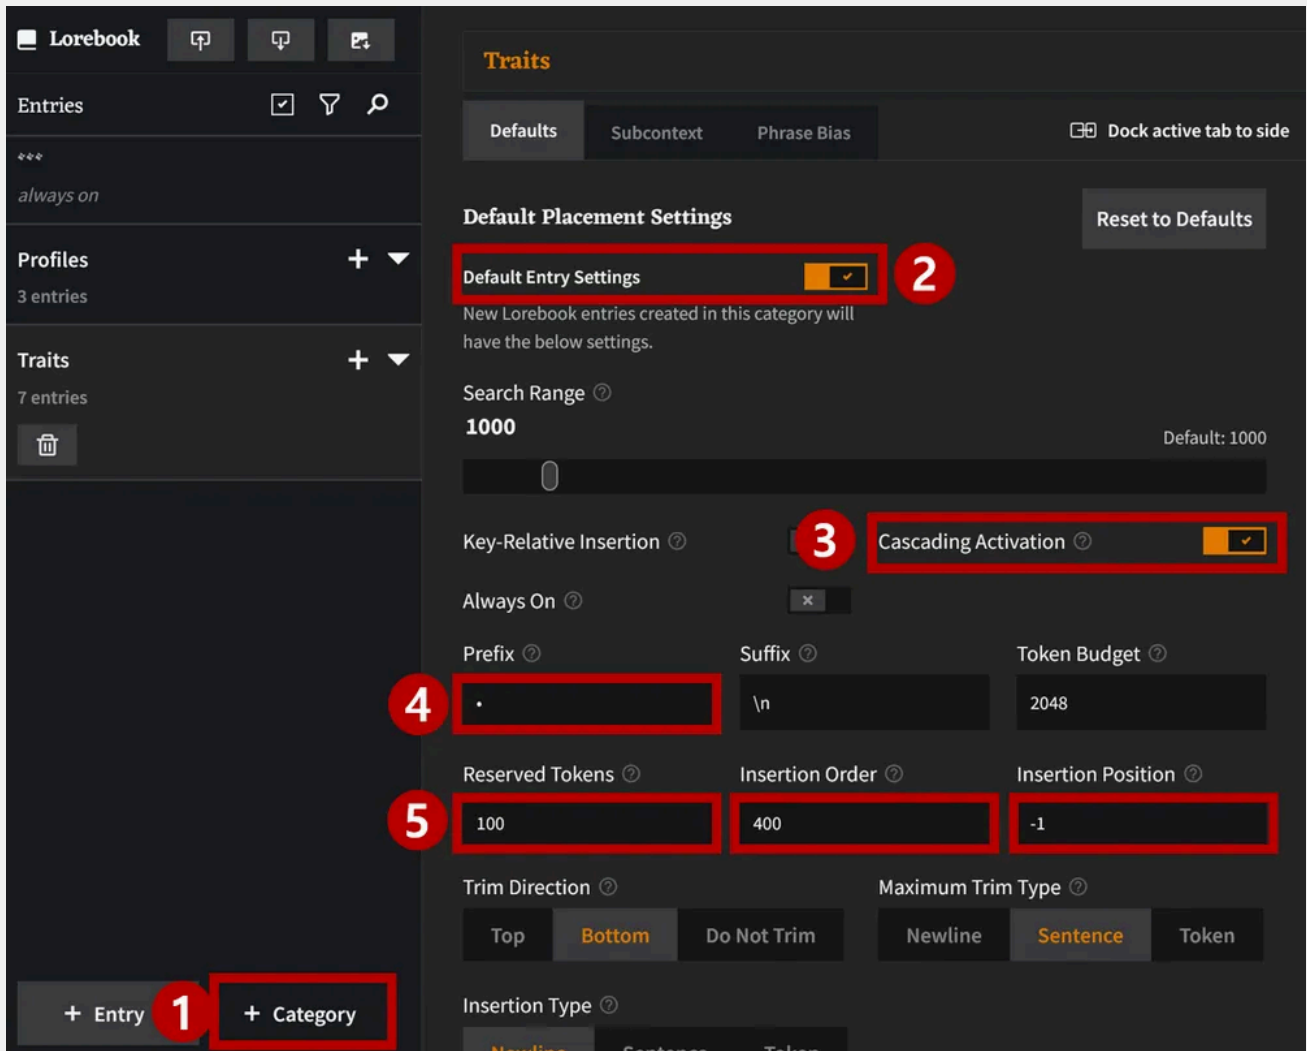 Lorebook
Entries
***
always on
Profiles
3 entries
Traits
7 entries
+ Entry
1
+ Category
Traits
Defaults
Subcontext
Phrase Bias
Dock active tab to side
Default Placement Settings
Reset to Defaults
Default Entry Settings
2
New Lorebook entries created in this category will
have the below settings.
Search Range
1000
Default: 1000
Key-Relative Insertion
3
Cascading Activation
Always On
Prefix
Suffix
Token Budget
4
•
\n
2048
Reserved Tokens
Insertion Order
Insertion Position
5
100
400
-1
Trim Direction
Maximum Trim Type
Top
Bottom
Do Not Trim
Newline
Sentence
Token
Insertion Type
Newline
Sentence
Token